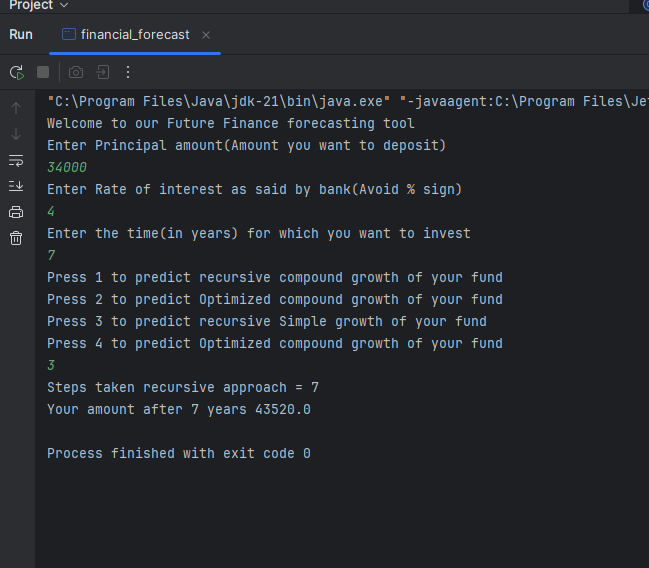 Project
Run financial_forecast
"C:\Program Files\Java\jdk-21\bin\java.exe" "-javaagent:C:\Program Files\Je
Welcome to our Future Finance forecasting tool
Enter Principal amount(Amount you want to deposit)
34000
Enter Rate of interest as said by bank(Avoid % sign)
4
Enter the time(in years) for which you want to invest
7
Press 1 to predict recursive compound growth of your fund
Press 2 to predict Optimized compound growth of your fund
Press 3 to predict recursive Simple growth of your fund
Press 4 to predict Optimized compound growth of your fund
3
Steps taken recursive approach = 7
Your amount after 7 years 43520.0
Process finished with exit code 0